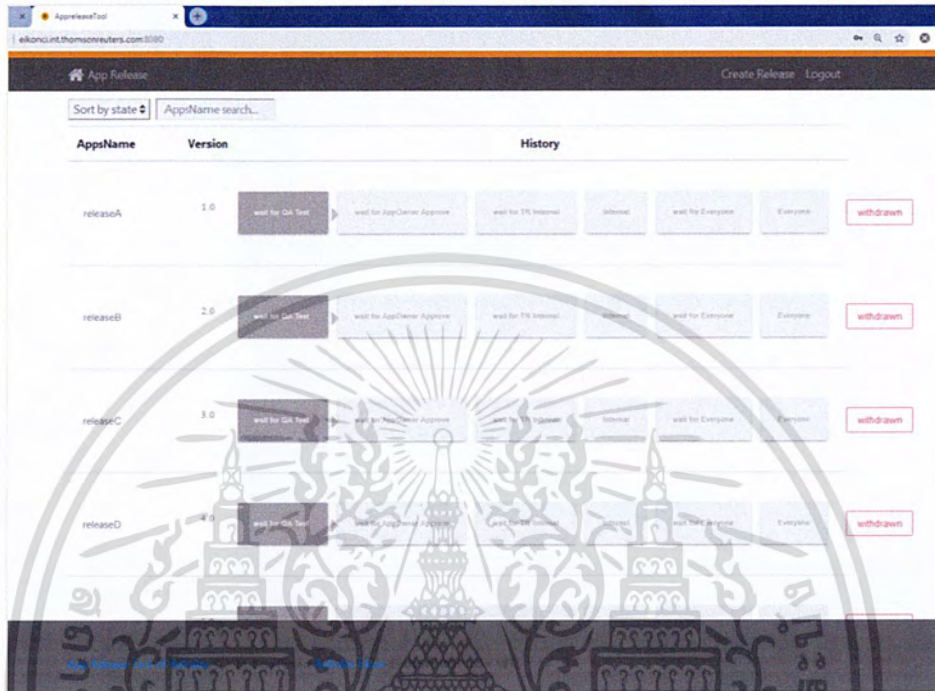 AppreleaseTool
eikonci.int.thomsonreuters.com:8080
App Release Create Release Logout
Sort by state AppsName search...
AppsName Version History
releaseA 1.0 wait for QA Test wait for AppOwner Approve wait for TR Internal Internal wait for Everyone Everyone withdrawn
releaseB 2.0 wait for QA Test wait for AppOwner Approve wait for TR Internal Internal wait for Everyone Everyone withdrawn
releaseC 3.0 wait for QA Test wait for AppOwner Approve wait for TR Internal Internal wait for Everyone Everyone withdrawn
releaseD 4.0 wait for QA Test wait for AppOwner Approve wait for TR Internal Internal wait for Everyone Everyone withdrawn